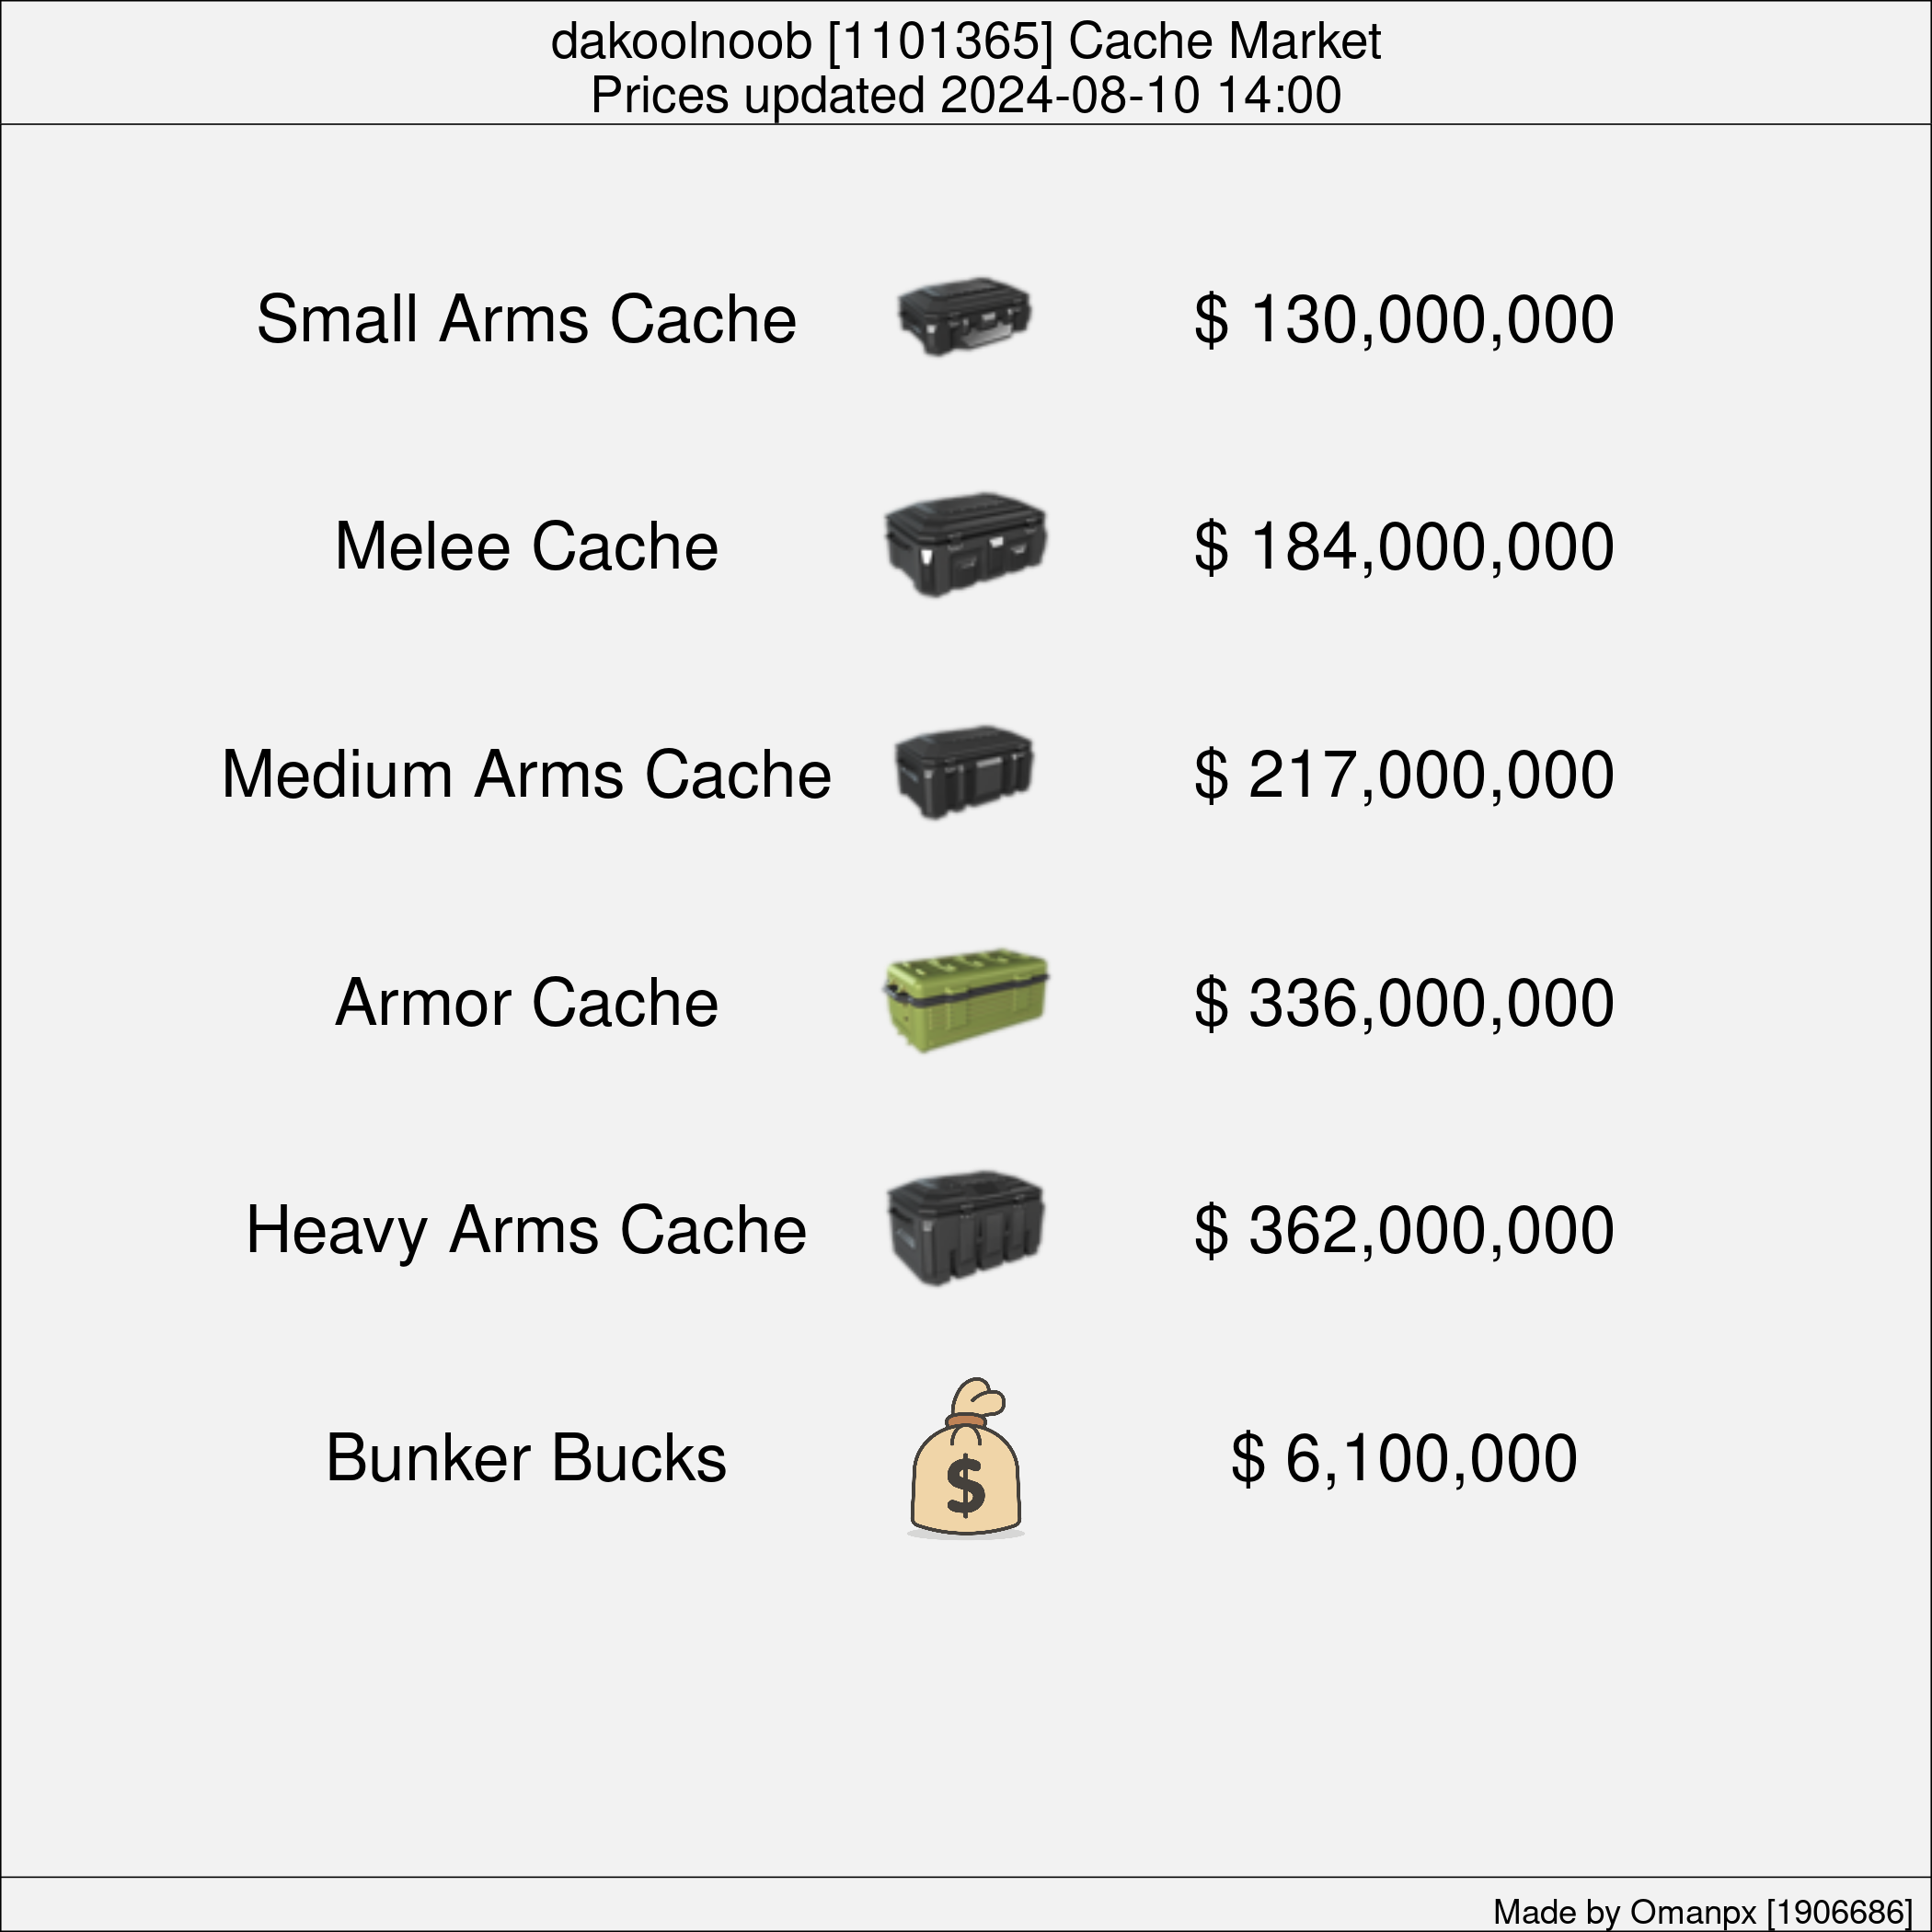 dakoolnoob [1101365] Cache Market
Prices updated 2024-08-10 14:00
Small Arms Cache $ 130,000,000
Melee Cache $ 184,000,000
Medium Arms Cache $ 217,000,000
Armor Cache $ 336,000,000
Heavy Arms Cache $ 362,000,000
Bunker Bucks $ $ 6,100,000
Made by Omanpx [1906686]